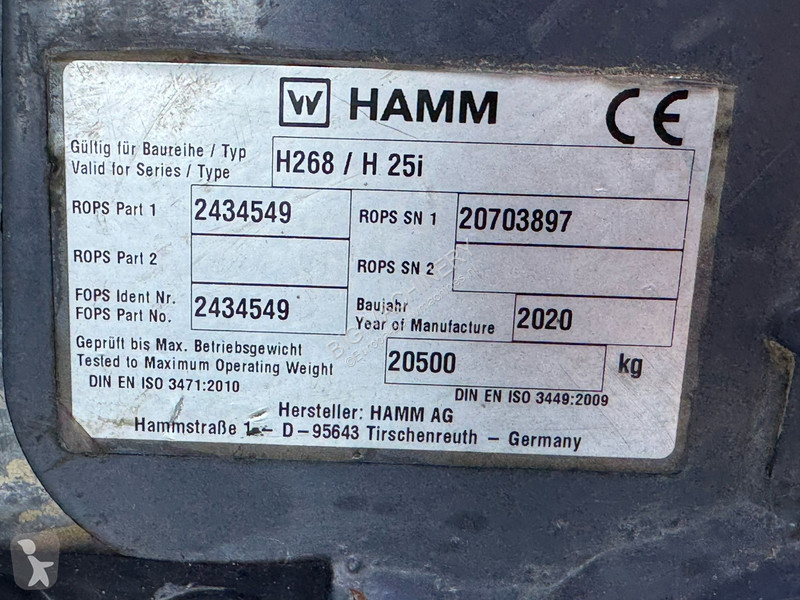 W HAMM CE
Gültig für Baureihe / Typ
Valid for Series / Type H268 / H 25i
ROPS Part 1 2434549 ROPS SN 1 20703897
ROPS Part 2 ROPS SN 2
FOPS Ident Nr.
FOPS Part No. 2434549 Baujahr
Year of Manufacture 2020
Geprüft bis Max. Betriebsgewicht
Tested to Maximum Operating Weight 20500 kg
DIN EN ISO 3471:2010 DIN EN ISO 3449:2009
Hersteller: HAMM AG
Hammstraße 1 – D–95643 Tirschenreuth – Germany